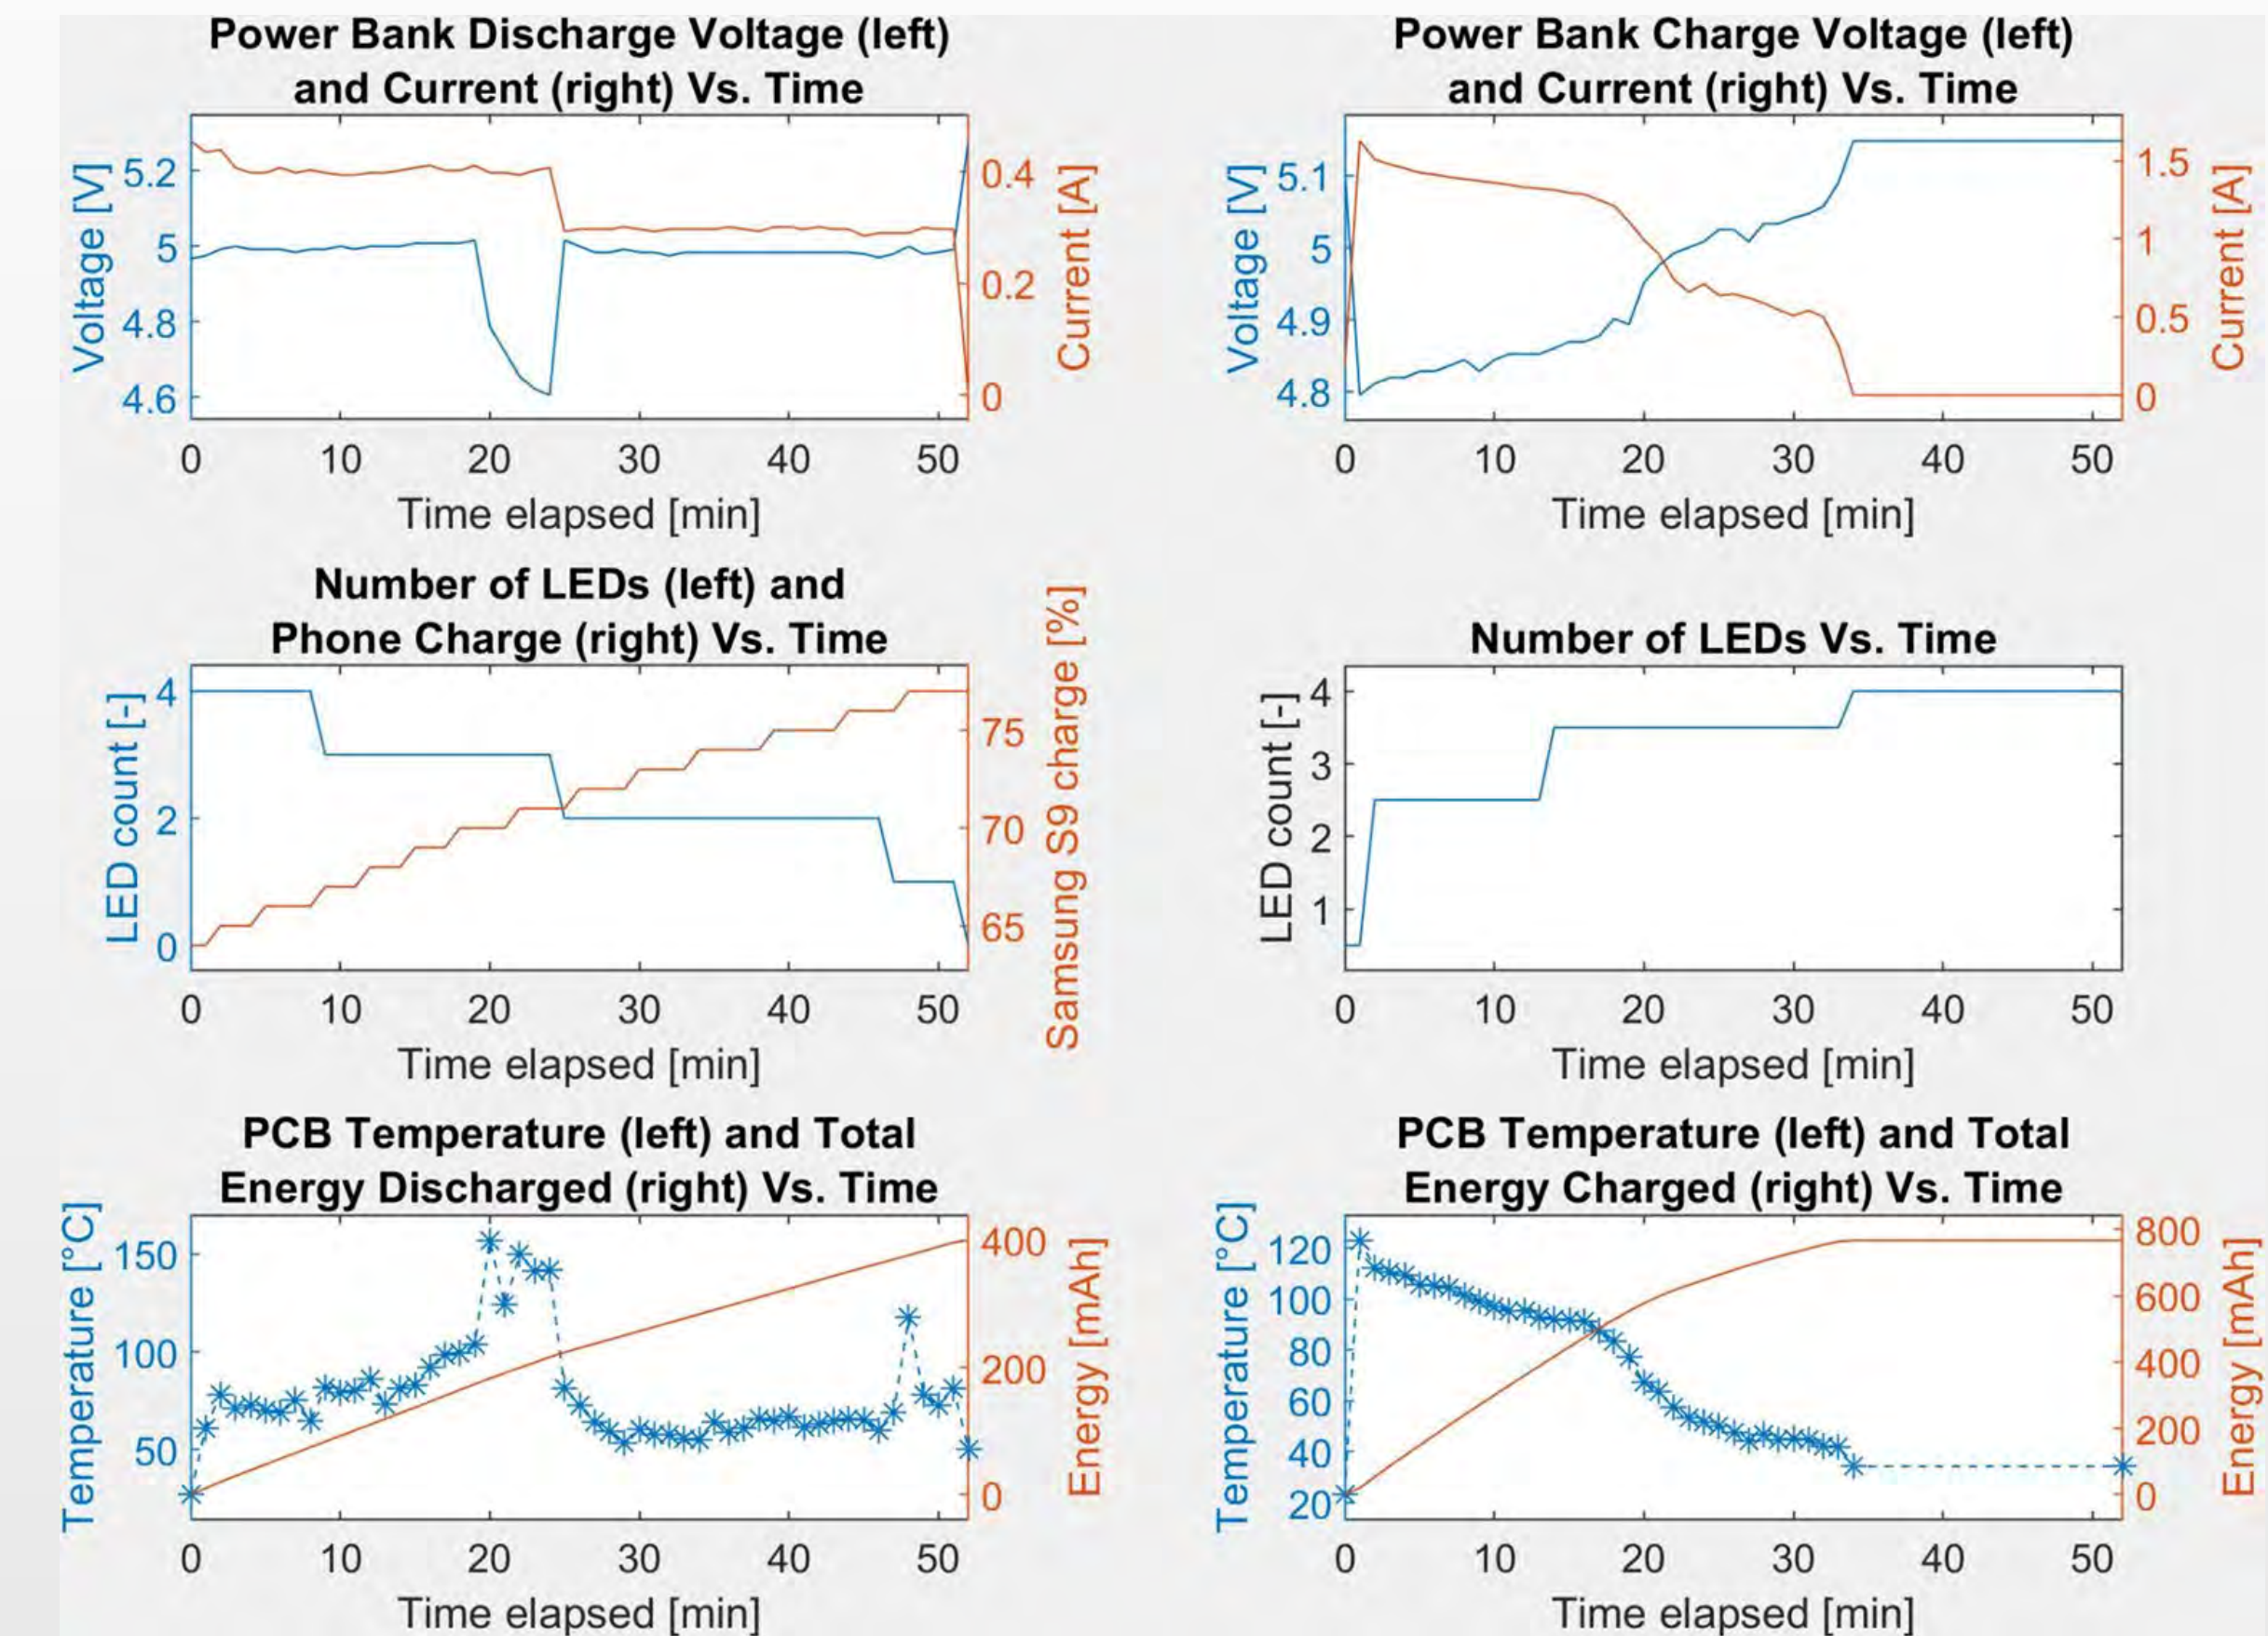 Power Bank Discharge Voltage (left)
and Current (right) Vs. Time
Voltage [V]
5.2
5
4.8
4.6
0.4
0.2
0
Current [A]
0 10 20 30 40 50
Time elapsed [min]
Power Bank Charge Voltage (left)
and Current (right) Vs. Time
Voltage [V]
5.1
5
4.9
4.8
1.5
1
0.5
0
Current [A]
0 10 20 30 40 50
Time elapsed [min]
Number of LEDs (left) and
Phone Charge (right) Vs. Time
LED count [-]
4
2
0
75
70
65
Samsung S9 charge [%]
0 10 20 30 40 50
Time elapsed [min]
Number of LEDs Vs. Time
LED count [-]
4
3
2
1
0 10 20 30 40 50
Time elapsed [min]
PCB Temperature (left) and Total
Energy Discharged (right) Vs. Time
Temperature [°C]
150
100
50
400
200
0
Energy [mAh]
0 10 20 30 40 50
Time elapsed [min]
PCB Temperature (left) and Total
Energy Charged (right) Vs. Time
Temperature [°C]
120
100
80
60
40
20
800
600
400
200
0
Energy [mAh]
0 10 20 30 40 50
Time elapsed [min]